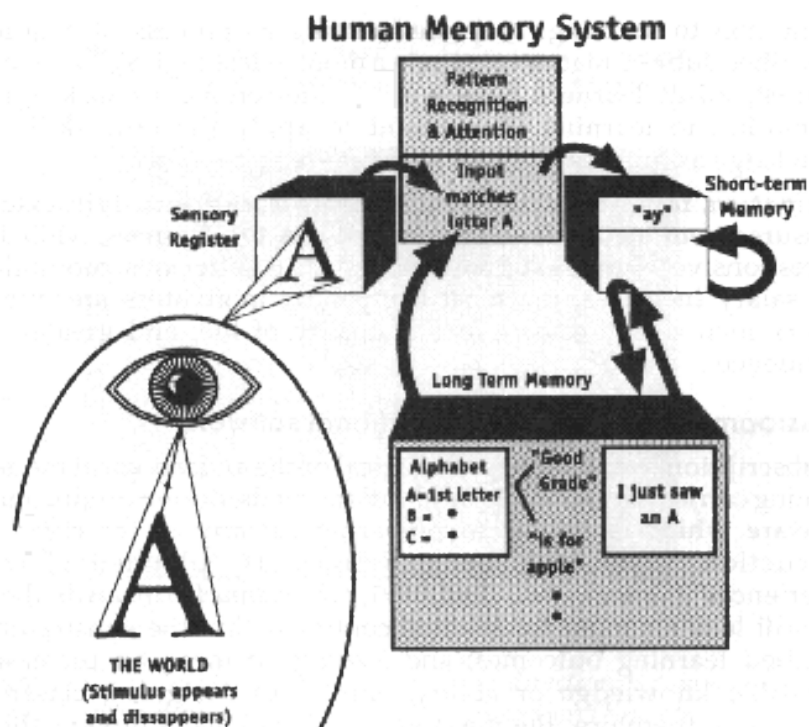 Human Memory System
Pattern
Recognition
& Attention
Input
matches
letter A
Sensory
Register
A
"ay"
Short-term
Memory
Long Term Memory
Alphabet
A-1st letter
B - "
C - "
"Good
Grade"
"is for
apple"
I just saw
an A
A
THE WORLD
(Stimulus appears
and dissappears)